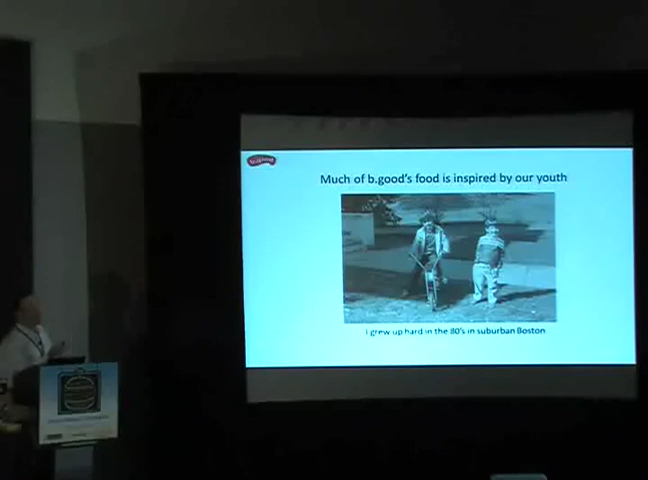 Much of b.good's food is inspired by our youth
I grew up hard in the 80's in suburban Boston